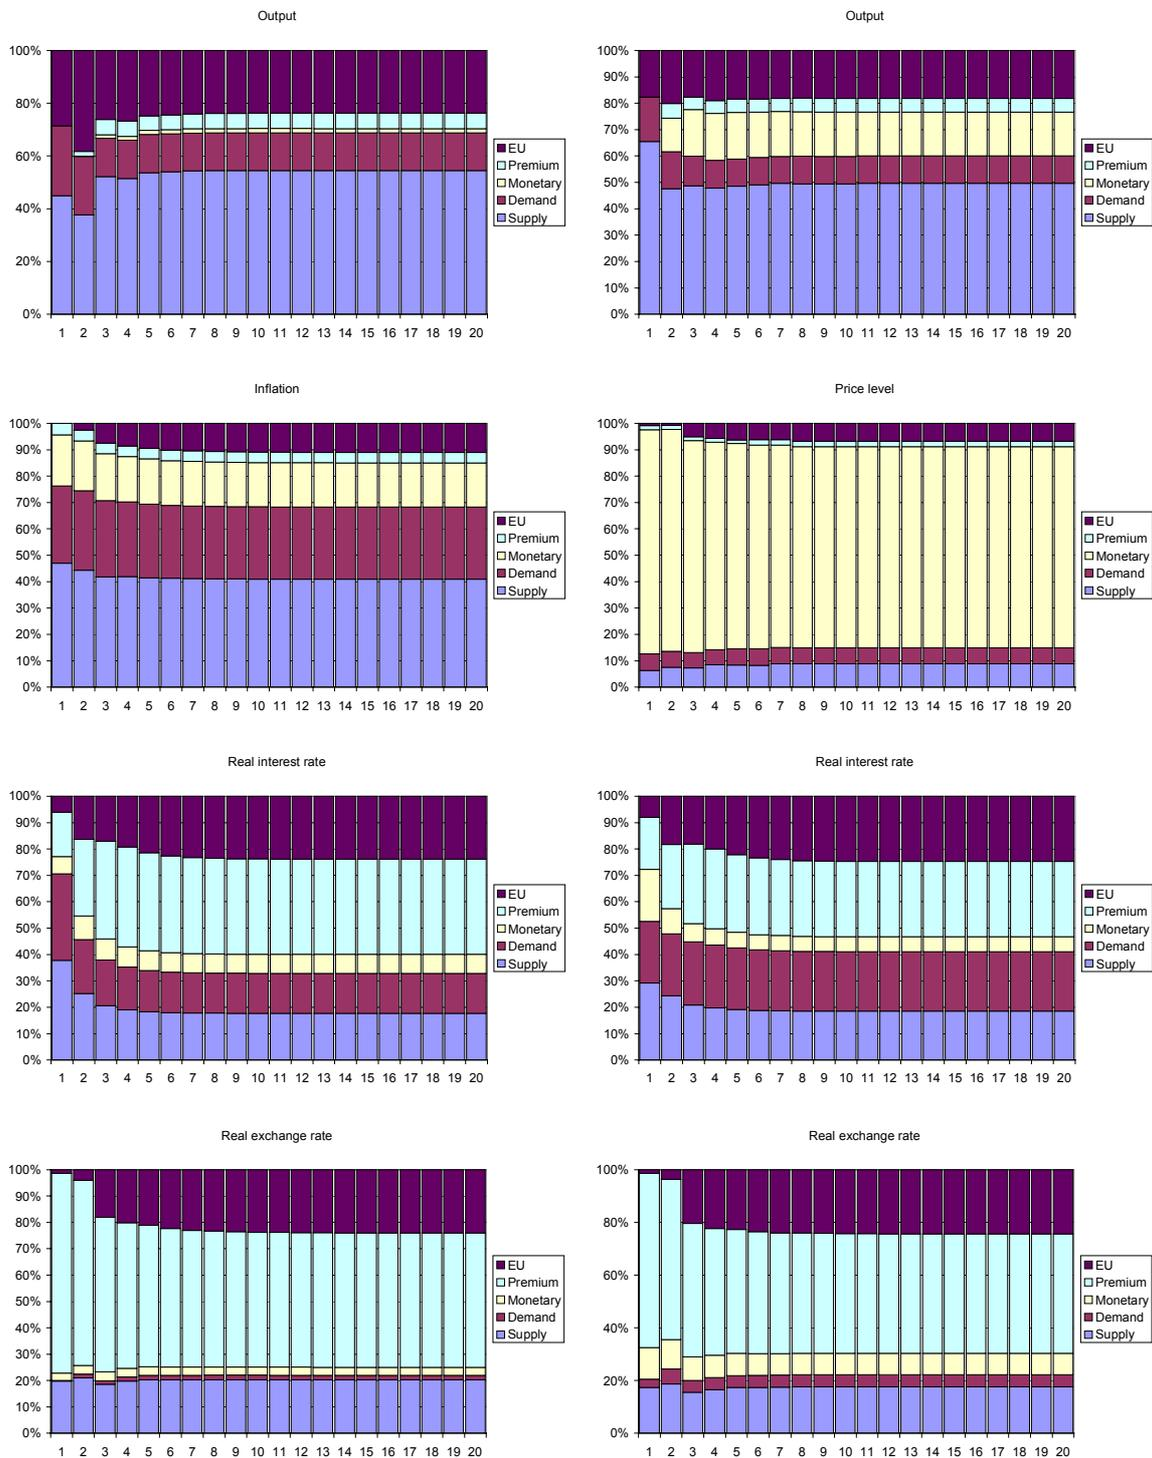 Output
100%
80%
60%
40%
20%
0%
1 2 3 4 5 6 7 8 9 10 11 12 13 14 15 16 17 18 19 20
EU
Premium
Monetary
Demand
Supply
Output
100%
90%
80%
70%
60%
50%
40%
30%
20%
10%
0%
1 2 3 4 5 6 7 8 9 10 11 12 13 14 15 16 17 18 19 20
EU
Premium
Monetary
Demand
Supply
Inflation
100%
90%
80%
70%
60%
50%
40%
30%
20%
10%
0%
1 2 3 4 5 6 7 8 9 10 11 12 13 14 15 16 17 18 19 20
EU
Premium
Monetary
Demand
Supply
Price level
100%
90%
80%
70%
60%
50%
40%
30%
20%
10%
0%
1 2 3 4 5 6 7 8 9 10 11 12 13 14 15 16 17 18 19 20
EU
Premium
Monetary
Demand
Supply
Real interest rate
100%
90%
80%
70%
60%
50%
40%
30%
20%
10%
0%
1 2 3 4 5 6 7 8 9 10 11 12 13 14 15 16 17 18 19 20
EU
Premium
Monetary
Demand
Supply
Real interest rate
100%
90%
80%
70%
60%
50%
40%
30%
20%
10%
0%
1 2 3 4 5 6 7 8 9 10 11 12 13 14 15 16 17 18 19 20
EU
Premium
Monetary
Demand
Supply
Real exchange rate
100%
90%
80%
70%
60%
50%
40%
30%
20%
10%
0%
1 2 3 4 5 6 7 8 9 10 11 12 13 14 15 16 17 18 19 20
EU
Premium
Monetary
Demand
Supply
Real exchange rate
100%
80%
60%
40%
20%
0%
1 2 3 4 5 6 7 8 9 10 11 12 13 14 15 16 17 18 19 20
EU
Premium
Monetary
Demand
Supply